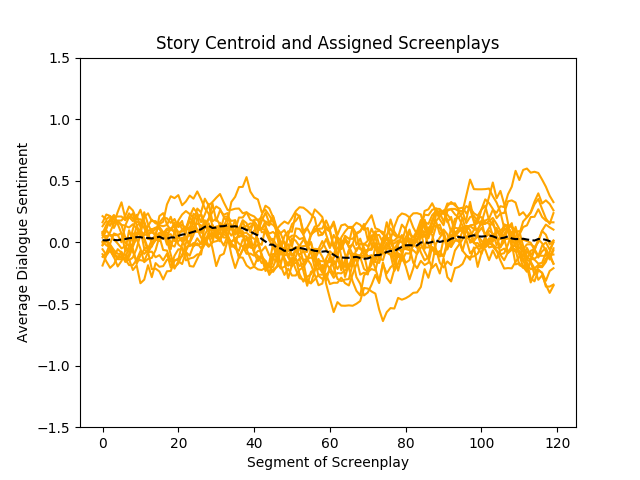 Story Centroid and Assigned Screenplays
1.5
1.0
0.5
0.0
−0.5
−1.0
−1.5
Average Dialogue Sentiment
0 20 40 60 80 100 120
Segment of Screenplay